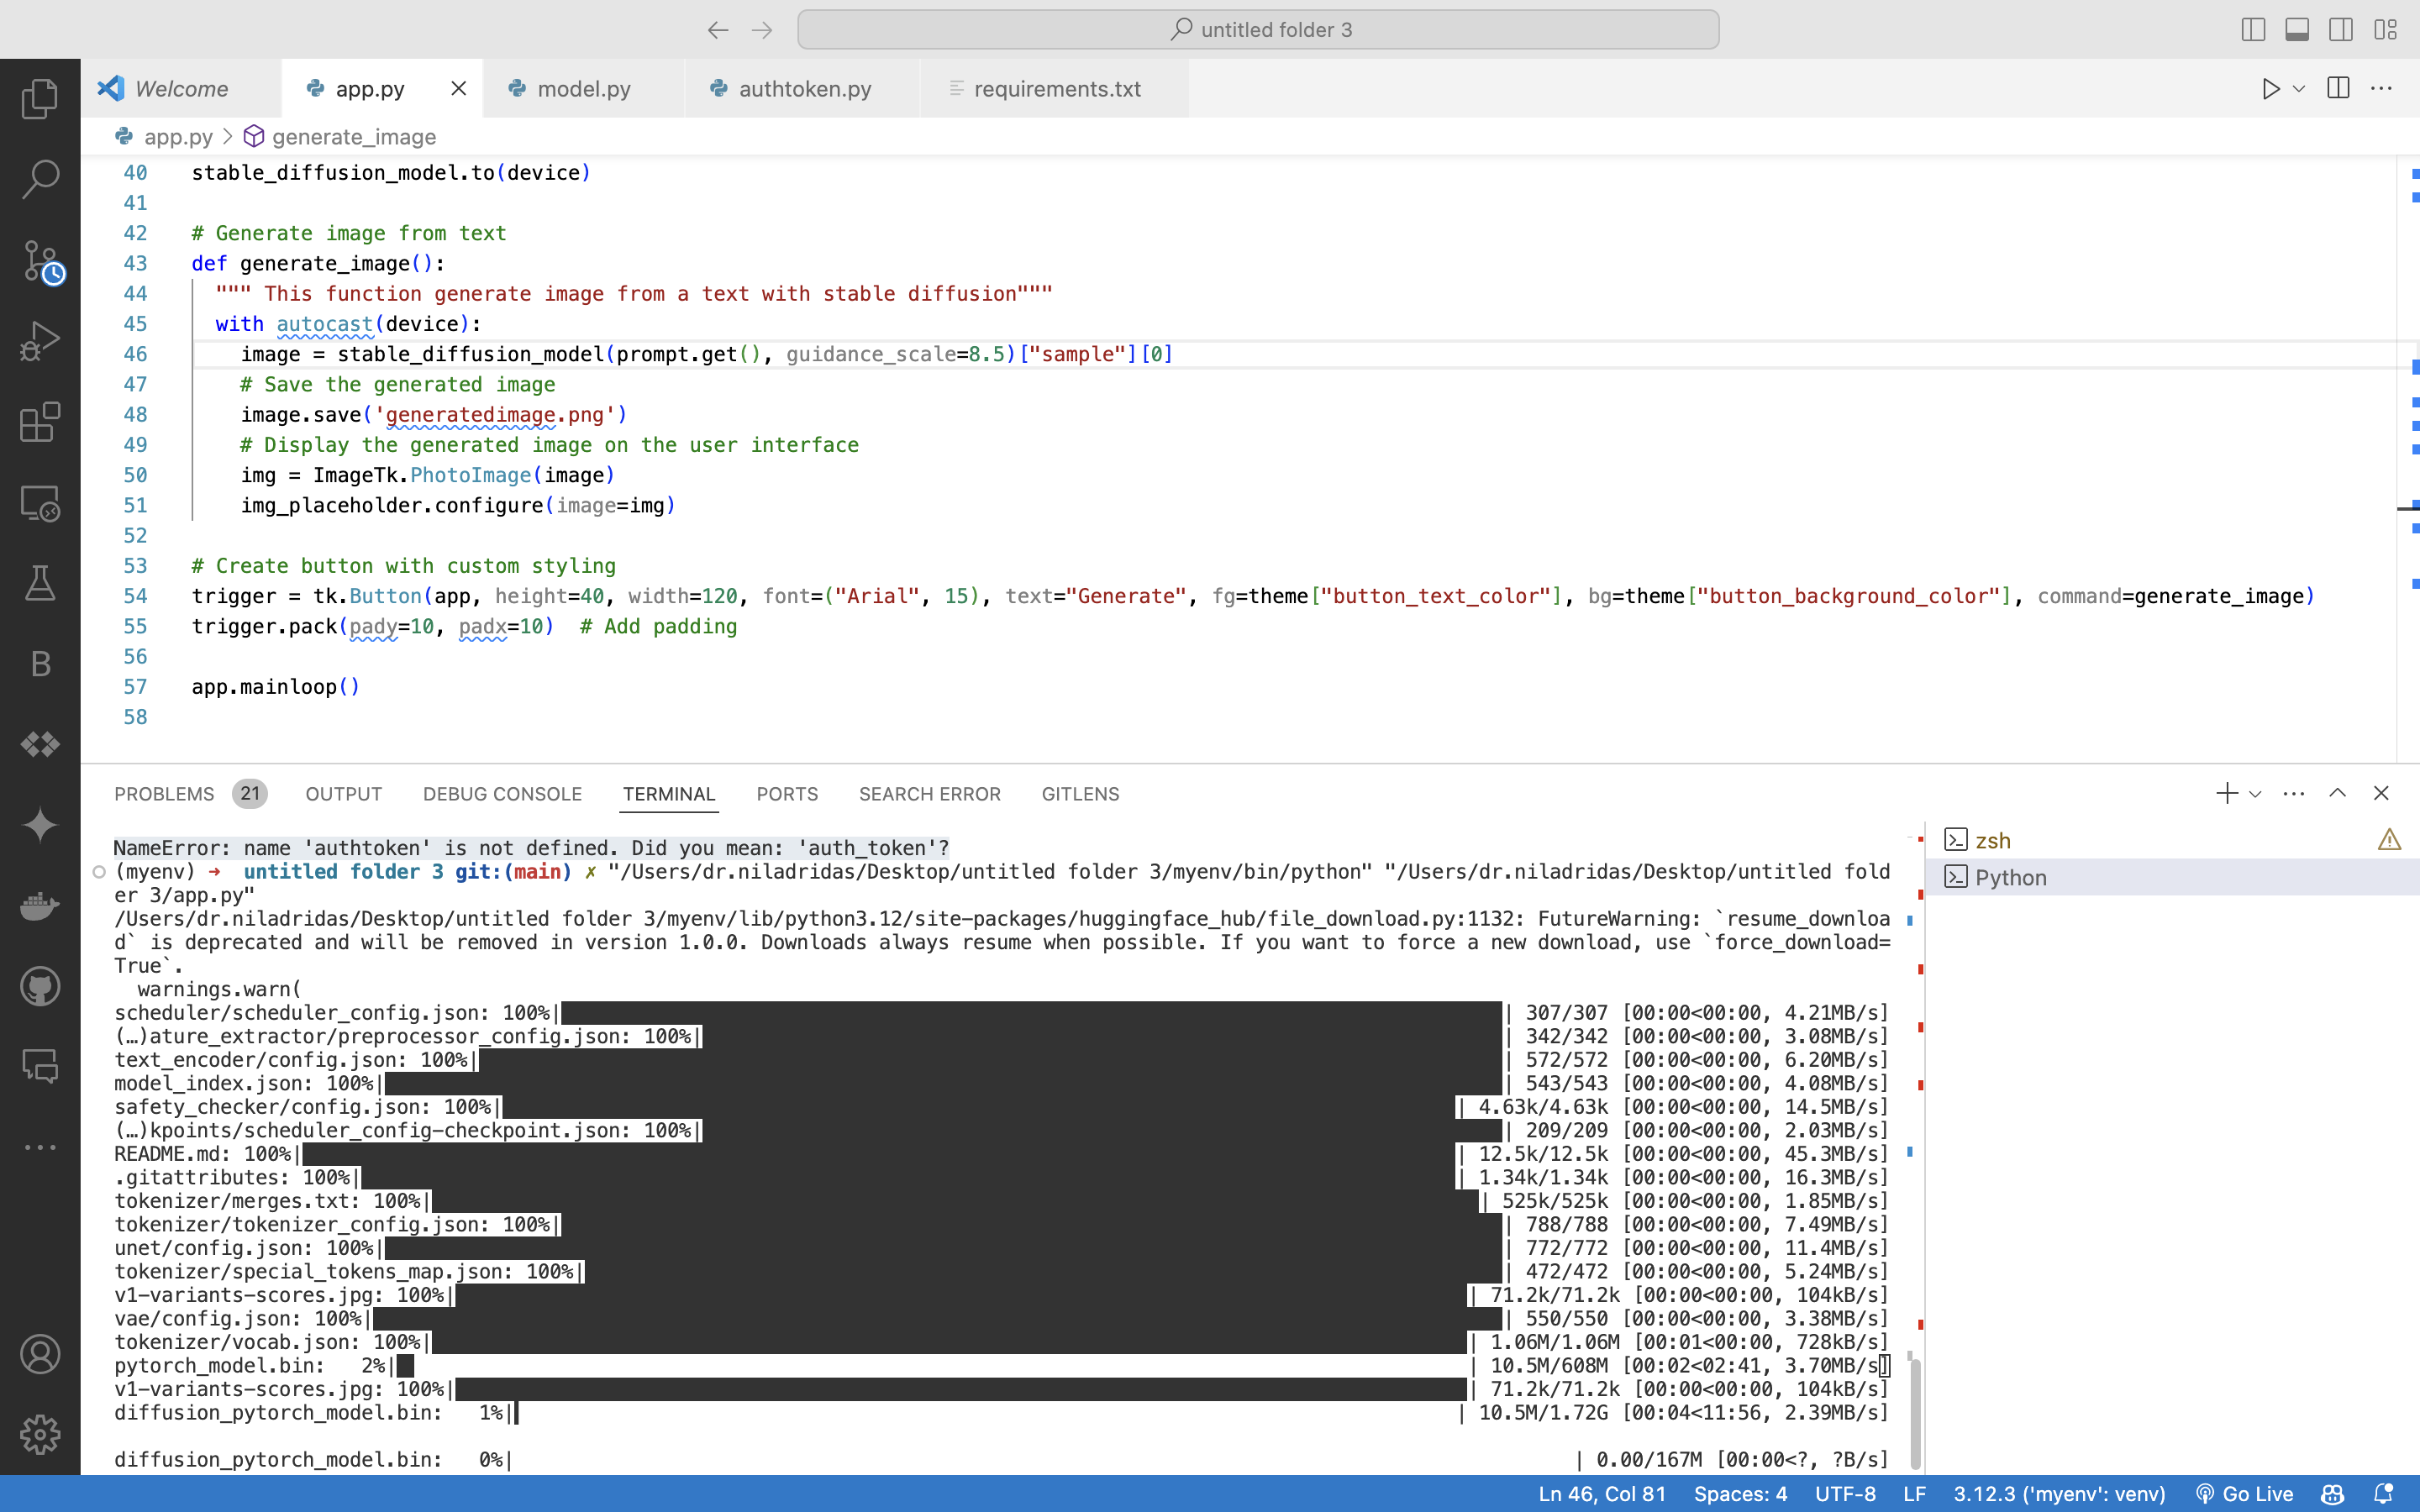 untitled folder 3
Welcome
app.py
model.py
authtoken.py
requirements.txt
app.py > generate_image
40 stable_diffusion_model.to(device)
41
42 # Generate image from text
43 def generate_image():
44 """ This function generate image from a text with stable diffusion"""
45 with autocast(device):
46 image = stable_diffusion_model(prompt.get(), guidance_scale=8.5)["sample"][0]
47 # Save the generated image
48 image.save('generatedimage.png')
49 # Display the generated image on the user interface
50 img = ImageTk.PhotoImage(image)
51 img_placeholder.configure(image=img)
52
53 # Create button with custom styling
54 trigger = tk.Button(app, height=40, width=120, font=("Arial", 15), text="Generate", fg=theme["button_text_color"], bg=theme["button_background_color"], command=generate_image)
55 trigger.pack(pady=10, padx=10) # Add padding
56
57 app.mainloop()
58
B
PROBLEMS 21 OUTPUT DEBUG CONSOLE TERMINAL PORTS SEARCH ERROR GITLENS
NameError: name 'authtoken' is not defined. Did you mean: 'auth_token'?
(myenv) ➜ untitled folder 3 git:(main) ✗ "/Users/dr.niladridas/Desktop/untitled folder 3/myenv/bin/python" "/Users/dr.niladridas/Desktop/untitled fold
er 3/app.py"
/Users/dr.niladridas/Desktop/untitled folder 3/myenv/lib/python3.12/site-packages/huggingface_hub/file_download.py:1132: FutureWarning: `resume_downloa
d` is deprecated and will be removed in version 1.0.0. Downloads always resume when possible. If you want to force a new download, use `force_download=
True`.
warnings.warn(
scheduler/scheduler_config.json: 100%| | 307/307 [00:00<00:00, 4.21MB/s]
(…)ature_extractor/preprocessor_config.json: 100%| | 342/342 [00:00<00:00, 3.08MB/s]
text_encoder/config.json: 100%| | 572/572 [00:00<00:00, 6.20MB/s]
model_index.json: 100%| | 543/543 [00:00<00:00, 4.08MB/s]
safety_checker/config.json: 100%| | 4.63k/4.63k [00:00<00:00, 14.5MB/s]
(…)kpoints/scheduler_config-checkpoint.json: 100%| | 209/209 [00:00<00:00, 2.03MB/s]
README.md: 100%| | 12.5k/12.5k [00:00<00:00, 45.3MB/s]
.gitattributes: 100%| | 1.34k/1.34k [00:00<00:00, 16.3MB/s]
tokenizer/merges.txt: 100%| | 525k/525k [00:00<00:00, 1.85MB/s]
tokenizer/tokenizer_config.json: 100%| | 788/788 [00:00<00:00, 7.49MB/s]
unet/config.json: 100%| | 772/772 [00:00<00:00, 11.4MB/s]
tokenizer/special_tokens_map.json: 100%| | 472/472 [00:00<00:00, 5.24MB/s]
v1-variants-scores.jpg: 100%| | 71.2k/71.2k [00:00<00:00, 104kB/s]
vae/config.json: 100%| | 550/550 [00:00<00:00, 3.38MB/s]
tokenizer/vocab.json: 100%| | 1.06M/1.06M [00:01<00:00, 728kB/s]
pytorch_model.bin: 2%| | 10.5M/608M [00:02<02:41, 3.70MB/s]
v1-variants-scores.jpg: 100%| | 71.2k/71.2k [00:00<00:00, 104kB/s]
diffusion_pytorch_model.bin: 1%| | 10.5M/1.72G [00:04<11:56, 2.39MB/s]
diffusion_pytorch_model.bin: 0%| | 0.00/167M [00:00<?, ?B/s]
zsh
Python
Ln 46, Col 81 Spaces: 4 UTF-8 LF 3.12.3 ('myenv': venv) Go Live